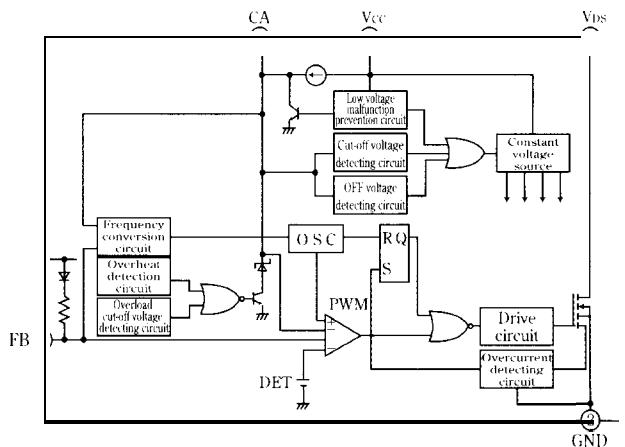 CA
VCC
VDS
Low voltage
malfunction
prevention circuit
Cut-off voltage
detecting circuit
OFF voltage
detecting circuit
Constant
voltage
source
Frequency
conversion
circuit
OSC
R Q
S
Overheat
detection circuit
Overload
cut-off voltage
detecting circuit
PWM
+
−
−
−
Drive
circuit
FB
Overcurrent
detecting
circuit
DET
2
GND